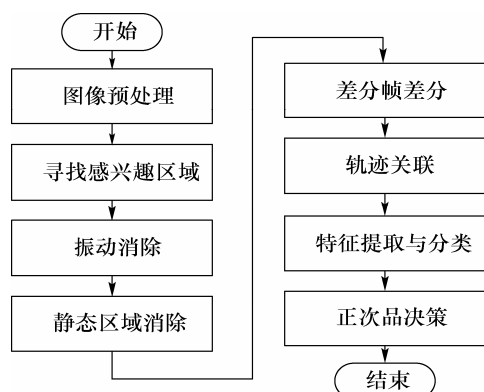 开始
图像预处理
寻找感兴趣区域
振动消除
静态区域消除
差分帧差分
轨迹关联
特征提取与分类
正次品决策
结束